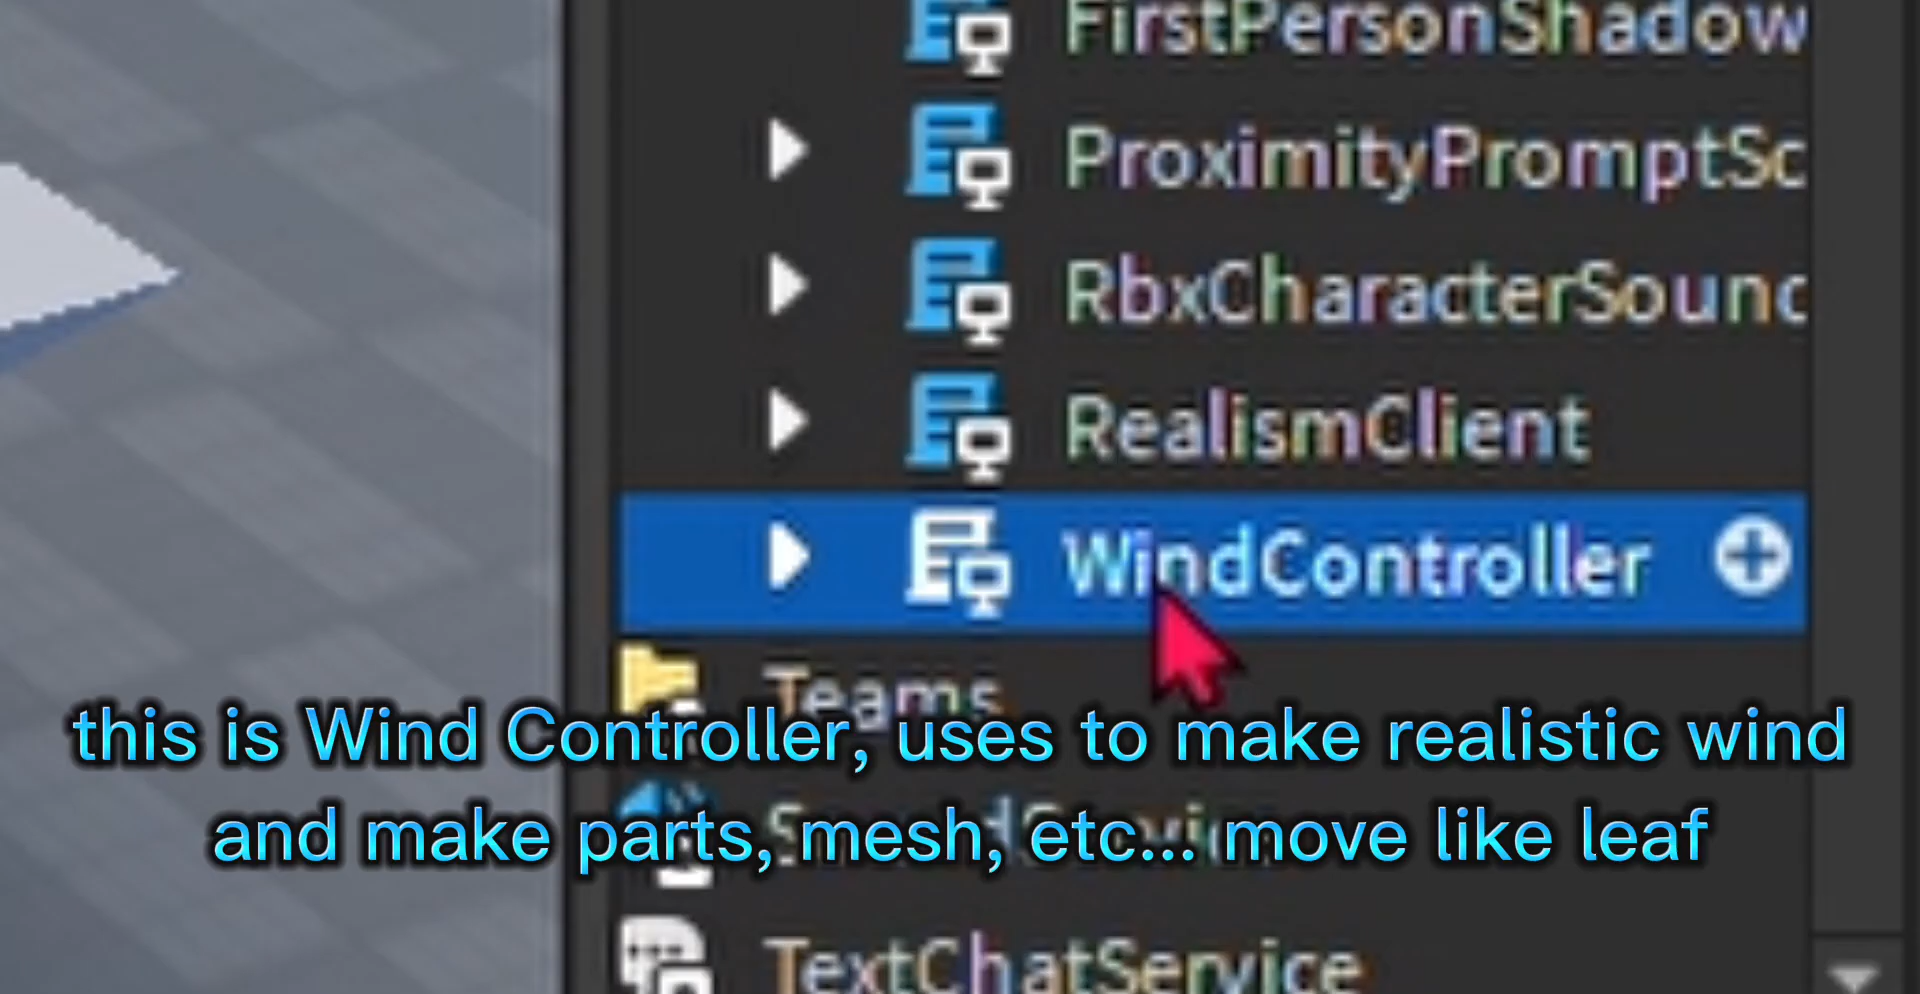 FirstPersonShadow
ProximityPromptSc
RbxCharacterSound
RealismClient
WindController
Teams
this is Wind Controller, uses to make realistic wind
and make parts, mesh, etc... move like leaf
TextChatService